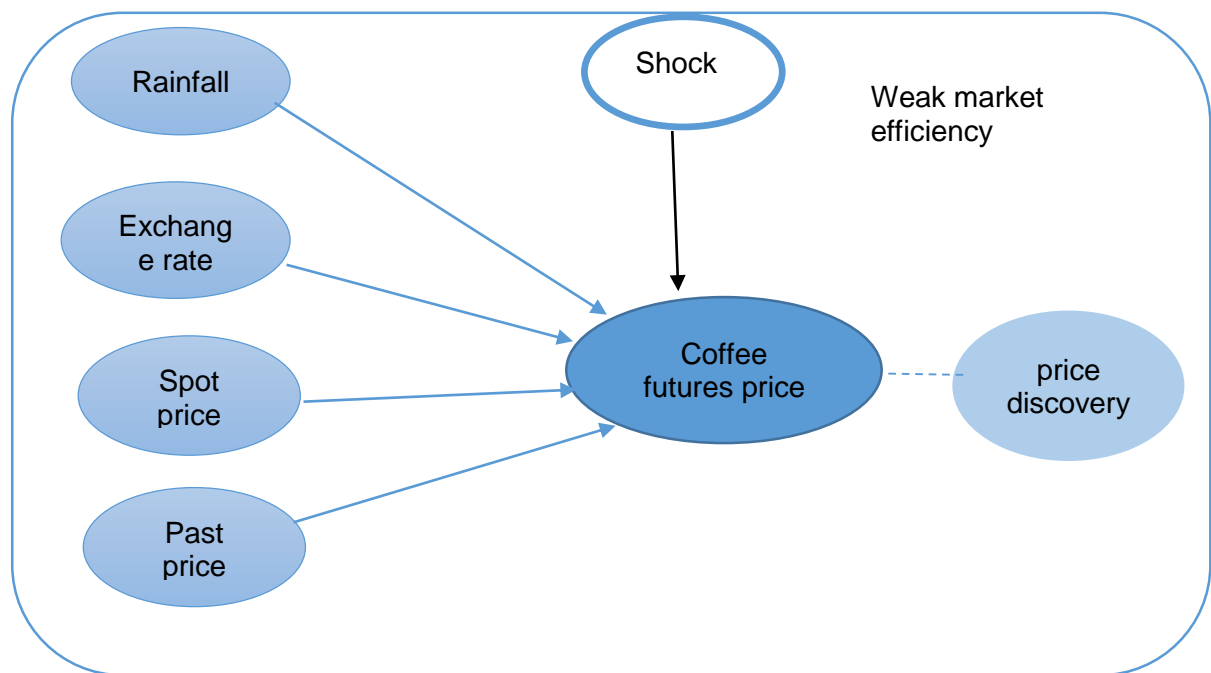 Rainfall
Shock
Weak market
efficiency
Exchang
e rate
Spot
price
Coffee
futures price
price
discovery
Past
price